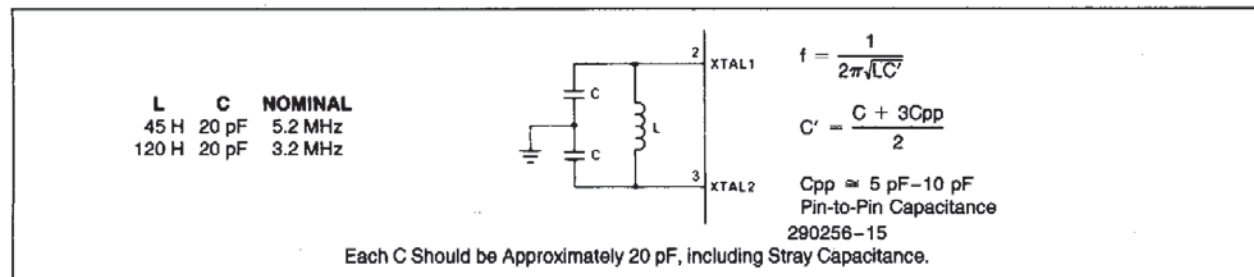 L C NOMINAL
45 H 20 pF 5.2 MHz
120 H 20 pF 3.2 MHz
2 XTAL1
C
L
C
3 XTAL2
f = 1 / 2π√LC′
C′ = C + 3Cpp / 2
Cpp ≅ 5 pF–10 pF
Pin-to-Pin Capacitance
290256–15
Each C Should be Approximately 20 pF, including Stray Capacitance.